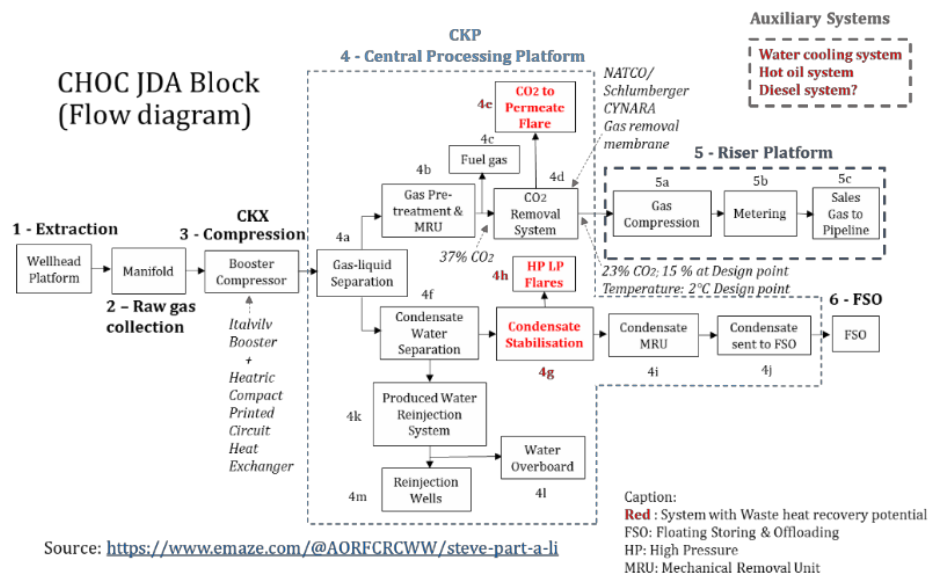 Auxiliary Systems
Water cooling system
Hot oil system
Diesel system?
CKP
4 - Central Processing Platform
CHOC JDA Block
(Flow diagram)
NATCO/
Schlumberger
CYNARA
Gas removal
membrane
4e
CO2 to
Permeate
Flare
4c
Fuel gas
4b
Gas Pre-
treatment &
MRU
4d
CO2
Removal
System
37% CO2
5 - Riser Platform
5a
Gas
Compression
5b
Metering
5c
Sales
Gas to
Pipeline
23% CO2; 15 % at Design point
Temperature: 2°C Design point
1 - Extraction
Wellhead
Platform
Manifold
2 – Raw gas
collection
CKX
3 - Compression
Booster
Compressor
Italvilv
Booster
+
Heatric
Compact
Printed
Circuit
Heat
Exchanger
4a
Gas-liquid
Separation
4f
Condensate
Water
Separation
4h
HP LP
Flares
Condensate
Stabilisation
4g
Condensate
MRU
4i
Condensate
sent to FSO
4j
6 - FSO
FSO
4k
Produced Water
Reinjection
System
Water
Overboard
4l
4m
Reinjection
Wells
Caption:
Red : System with Waste heat recovery potential
FSO: Floating Storing & Offloading
HP: High Pressure
MRU: Mechanical Removal Unit
Source: https://www.emaze.com/@AORFCRCWW/steve-part-a-li